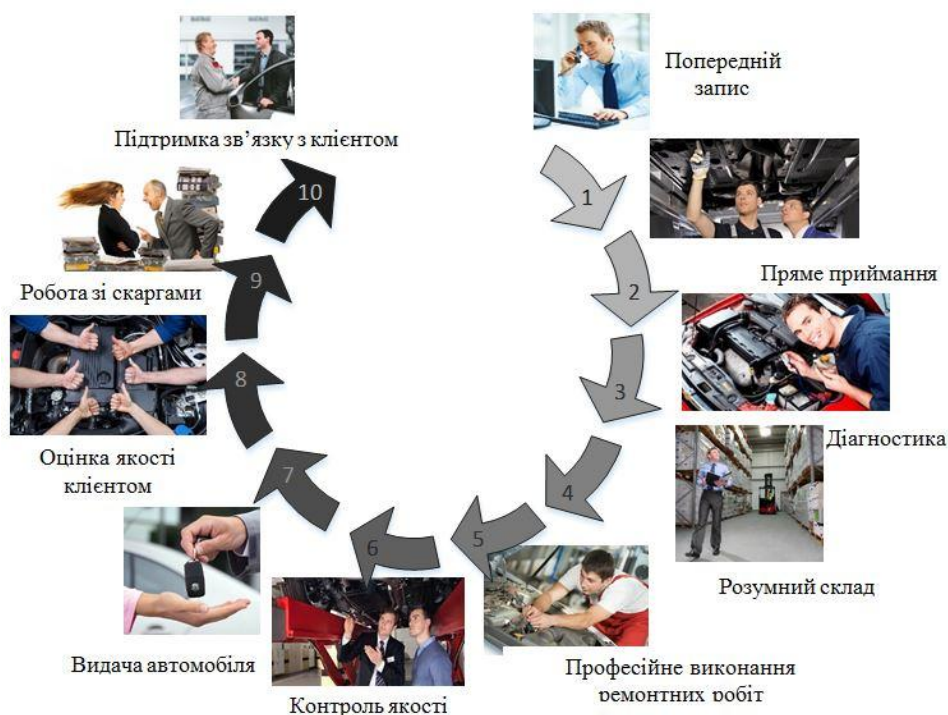 Попередній
запис
1
Пряме приймання
2
Діагностика
3
Розумний склад
4
Професійне виконання
ремонтних робіт
5
Контроль якості
6
Видача автомобіля
7
Оцінка якості
клієнтом
8
Робота зі скаргами
9
Підтримка зв’язку з клієнтом
10